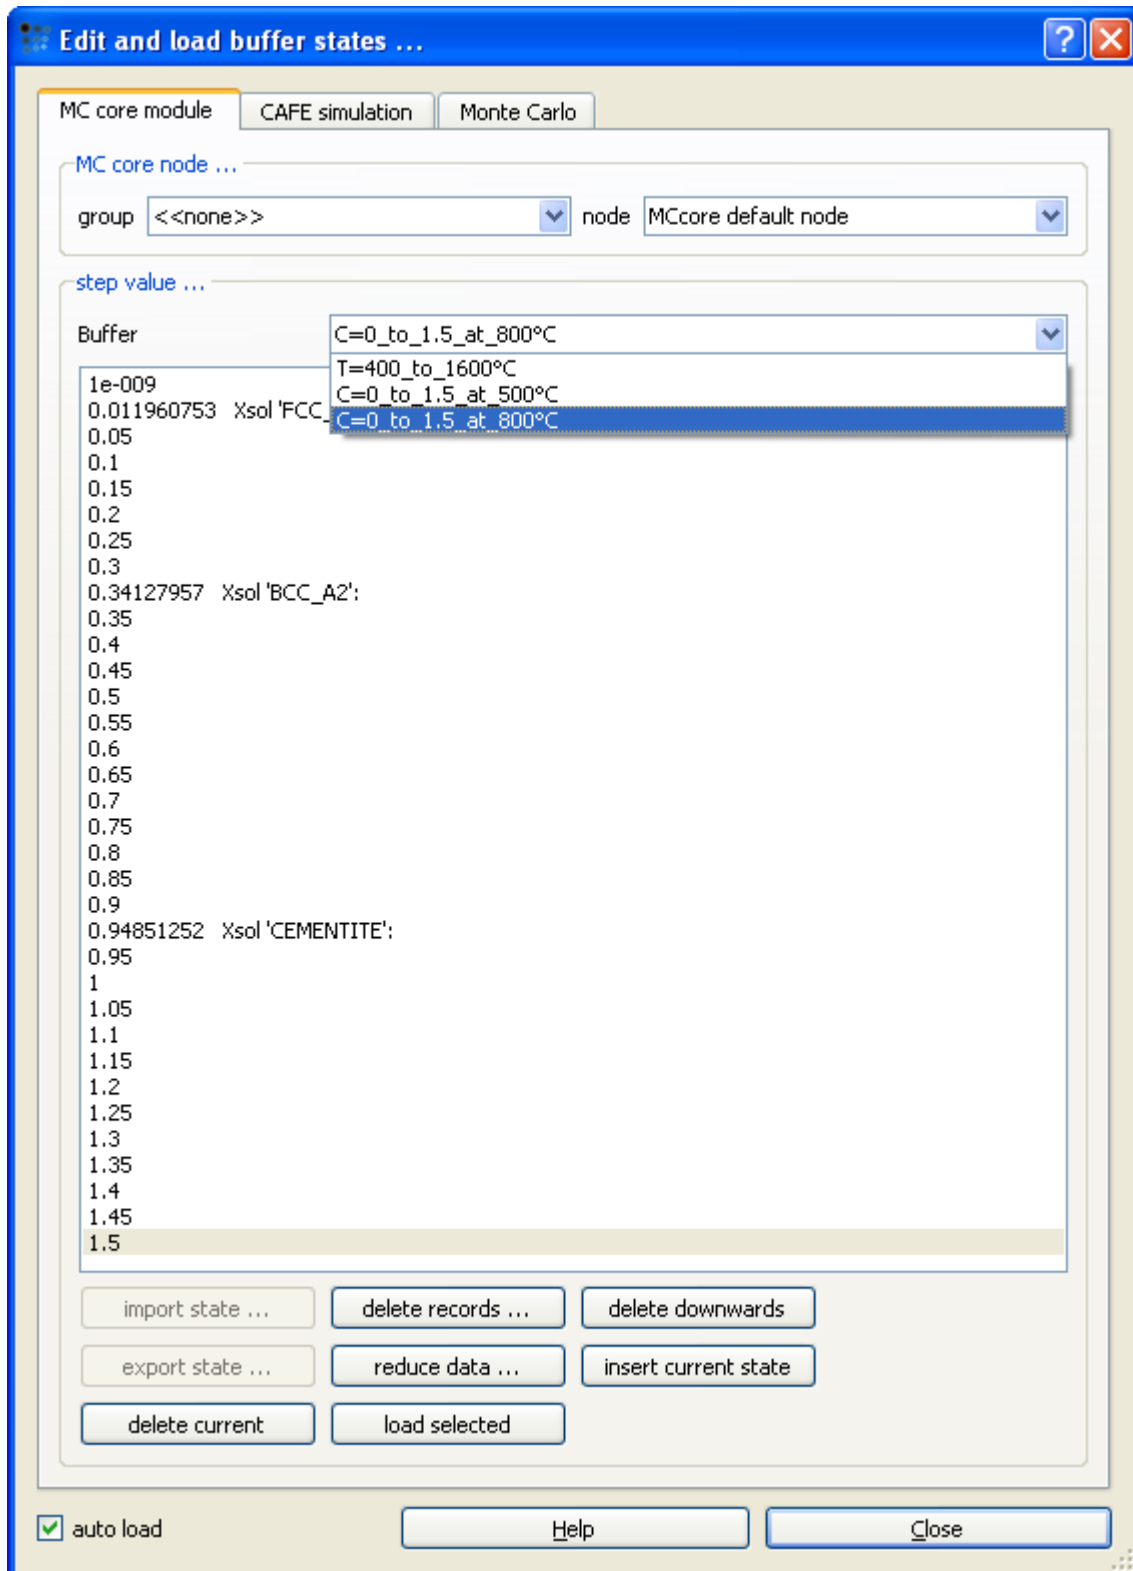 Edit and load buffer states ...
MC core module CAFE simulation Monte Carlo
MC core node ...
group <<none>> node MCcore default node
step value ...
Buffer C=0_to_1.5_at_800°C
T=400_to_1600°C
C=0_to_1.5_at_500°C
C=0_to_1.5_at_800°C
1e-009
0.011960753 Xsol 'FCC_
0.05
0.1
0.15
0.2
0.25
0.3
0.34127957 Xsol 'BCC_A2':
0.35
0.4
0.45
0.5
0.55
0.6
0.65
0.7
0.75
0.8
0.85
0.9
0.94851252 Xsol 'CEMENTITE':
0.95
1
1.05
1.1
1.15
1.2
1.25
1.3
1.35
1.4
1.45
1.5
import state ... delete records ... delete downwards
export state ... reduce data ... insert current state
delete current load selected
auto load Help Close